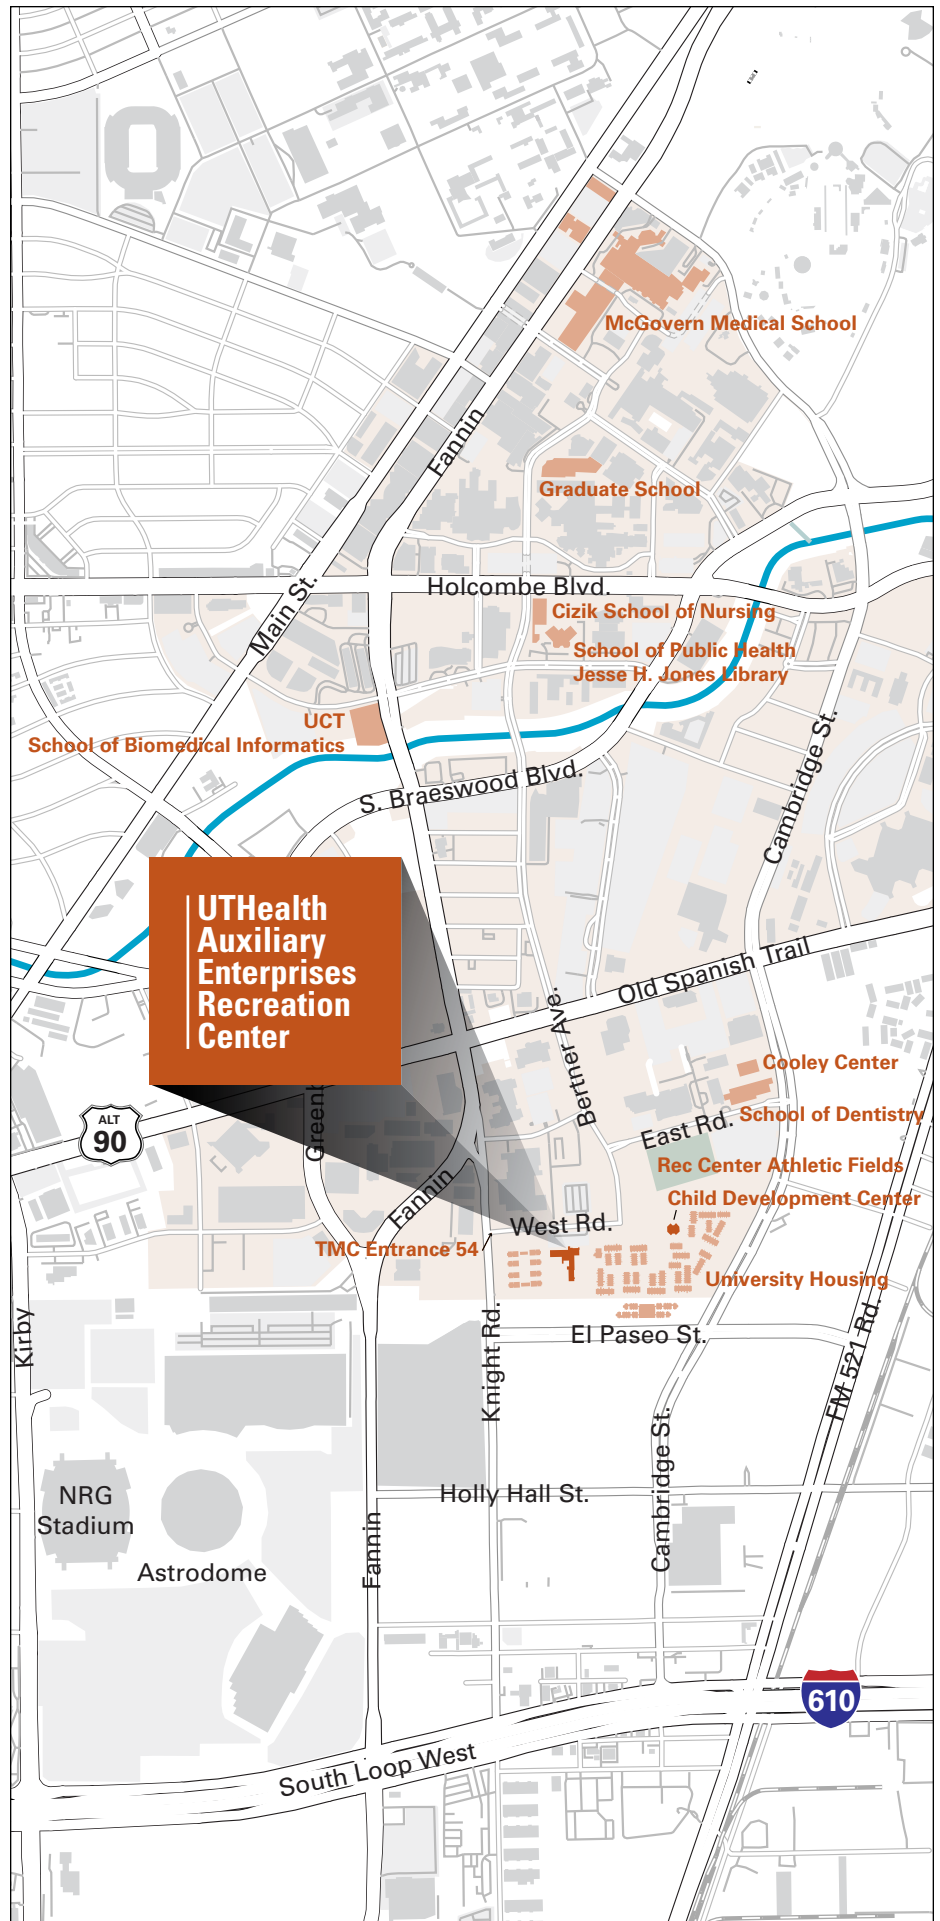 McGovern Medical School
Fannin
Graduate School
Holcombe Blvd.
Main St.
Cizik School of Nursing
School of Public Health
Jesse H. Jones Library
UCT
School of Biomedical Informatics
Cambridge St.
S. Braeswood Blvd.
UTHealth
Auxiliary
Enterprises
Recreation
Center
Old Spanish Trail
Bertner Ave.
Cooley Center
ALT
90
School of Dentistry
East Rd.
Rec Center Athletic Fields
Fannin
Child Development Center
West Rd.
TMC Entrance 54
University Housing
Kirby
El Paseo St.
Knight Rd.
FM 521 Rd.
Cambridge St.
NRG
Stadium
Holly Hall St.
Fannin
Astrodome
610
South Loop West